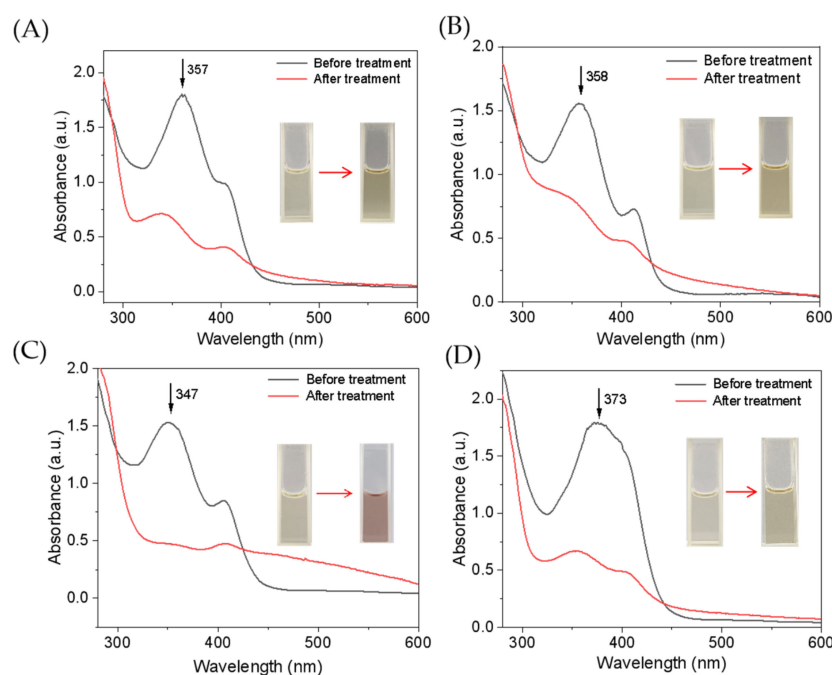 (A)
357
Before treatment
After treatment
2.0
1.5
1.0
0.5
0.0
Absorbance (a.u.)
300
400
500
600
Wavelength (nm)
(B)
358
Before treatment
After treatment
2.0
1.5
1.0
0.5
0.0
Absorbance (a.u.)
300
400
500
600
Wavelength (nm)
(C)
347
Before treatment
After treatment
2.0
1.5
1.0
0.5
0.0
Absorbance (a.u.)
300
400
500
600
Wavelength (nm)
(D)
373
Before treatment
After treatment
2.0
1.5
1.0
0.5
0.0
Absorbance (a.u.)
300
400
500
600
Wavelength (nm)